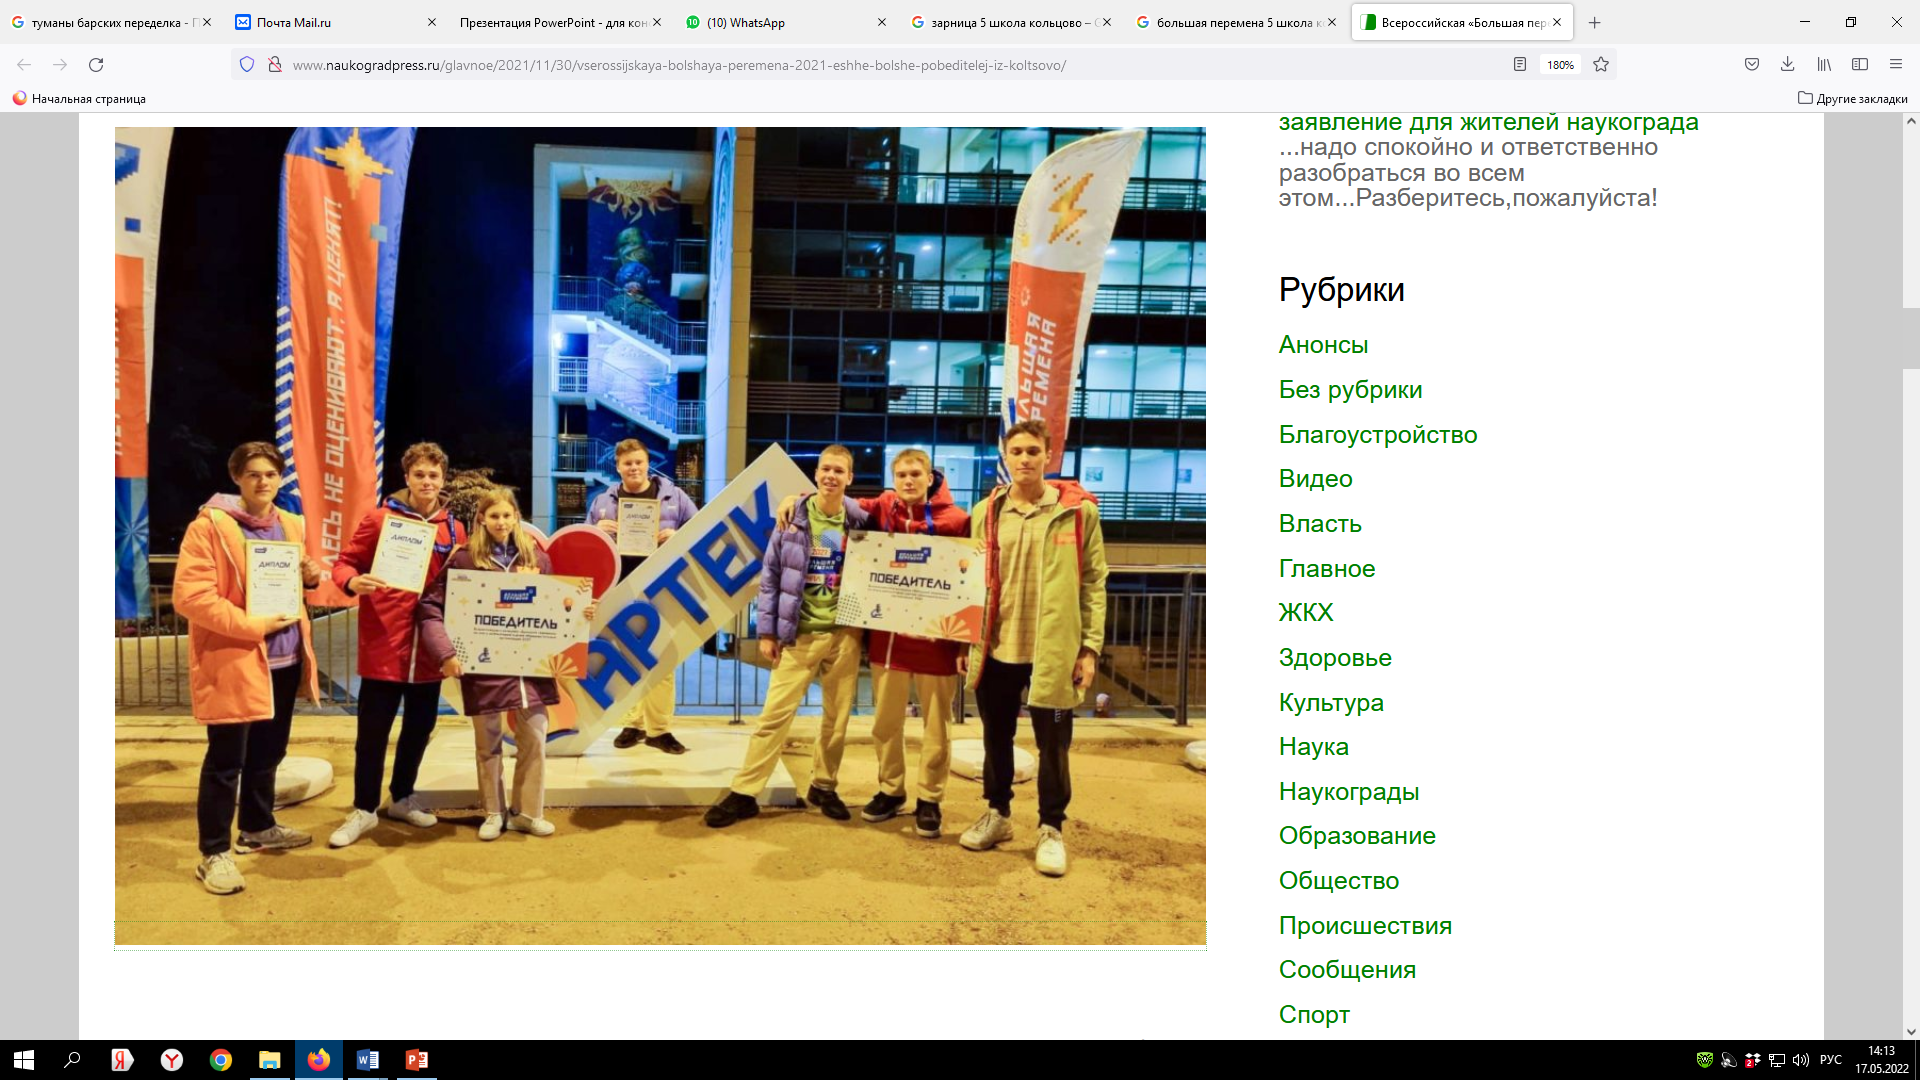 туманы барских переделка - П
Почта Mail.ru
Презентация PowerPoint - для кон
(10) WhatsApp
зарница 5 школа кольцово – G
большая перемена 5 школа к
Всероссийская «Большая пер
www.naukogradpress.ru/glavnoe/2021/11/30/vserossijskaya-bolshaya-peremena-2021-eshhe-bolshe-pobeditelej-iz-koltsovo/
180%
Начальная страница
Другие закладки
ЗДЕСЬ НЕ ОЦЕНИВАЮТ, А ЦЕНЯТ!
БОЛЬШАЯ
ПЕРЕМЕНА
ДИПЛОМ
ДИПЛОМ
ДИПЛОМ
АРТЕК
ПОБЕДИТЕЛЬ
ПОБЕДИТЕЛЬ
заявление для жителей наукограда
...надо спокойно и ответственно
разобраться во всем
этом...Разберитесь,пожалуйста!
Рубрики
Анонсы
Без рубрики
Благоустройство
Видео
Власть
Главное
ЖКХ
Здоровье
Культура
Наука
Наукограды
Образование
Общество
Происшествия
Сообщения
Спорт
РУС
14:13
17.05.2022